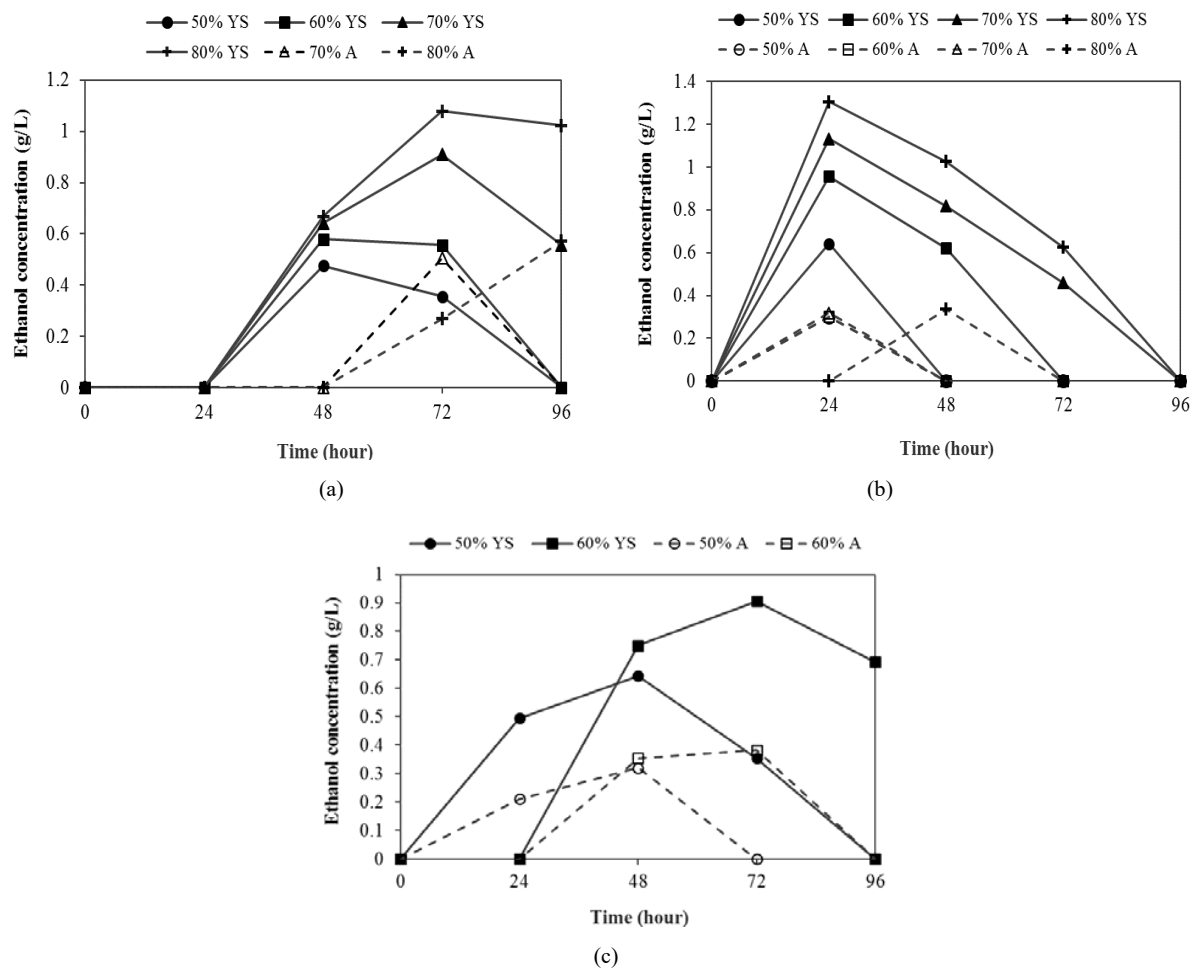 50% YS 60% YS 70% YS
80% YS 70% A 80% A
Ethanol concentration (g/L)
1.2
1
0.8
0.6
0.4
0.2
0
0 24 48 72 96
Time (hour)
(a)
50% YS 60% YS 70% YS 80% YS
50% A 60% A 70% A 80% A
Ethanol concentration (g/L)
1.4
1.2
1
0.8
0.6
0.4
0.2
0
0 24 48 72 96
Time (hour)
(b)
50% YS 60% YS 50% A 60% A
Ethanol concentration (g/L)
1
0.9
0.8
0.7
0.6
0.5
0.4
0.3
0.2
0.1
0
0 24 48 72 96
Time (hour)
(c)